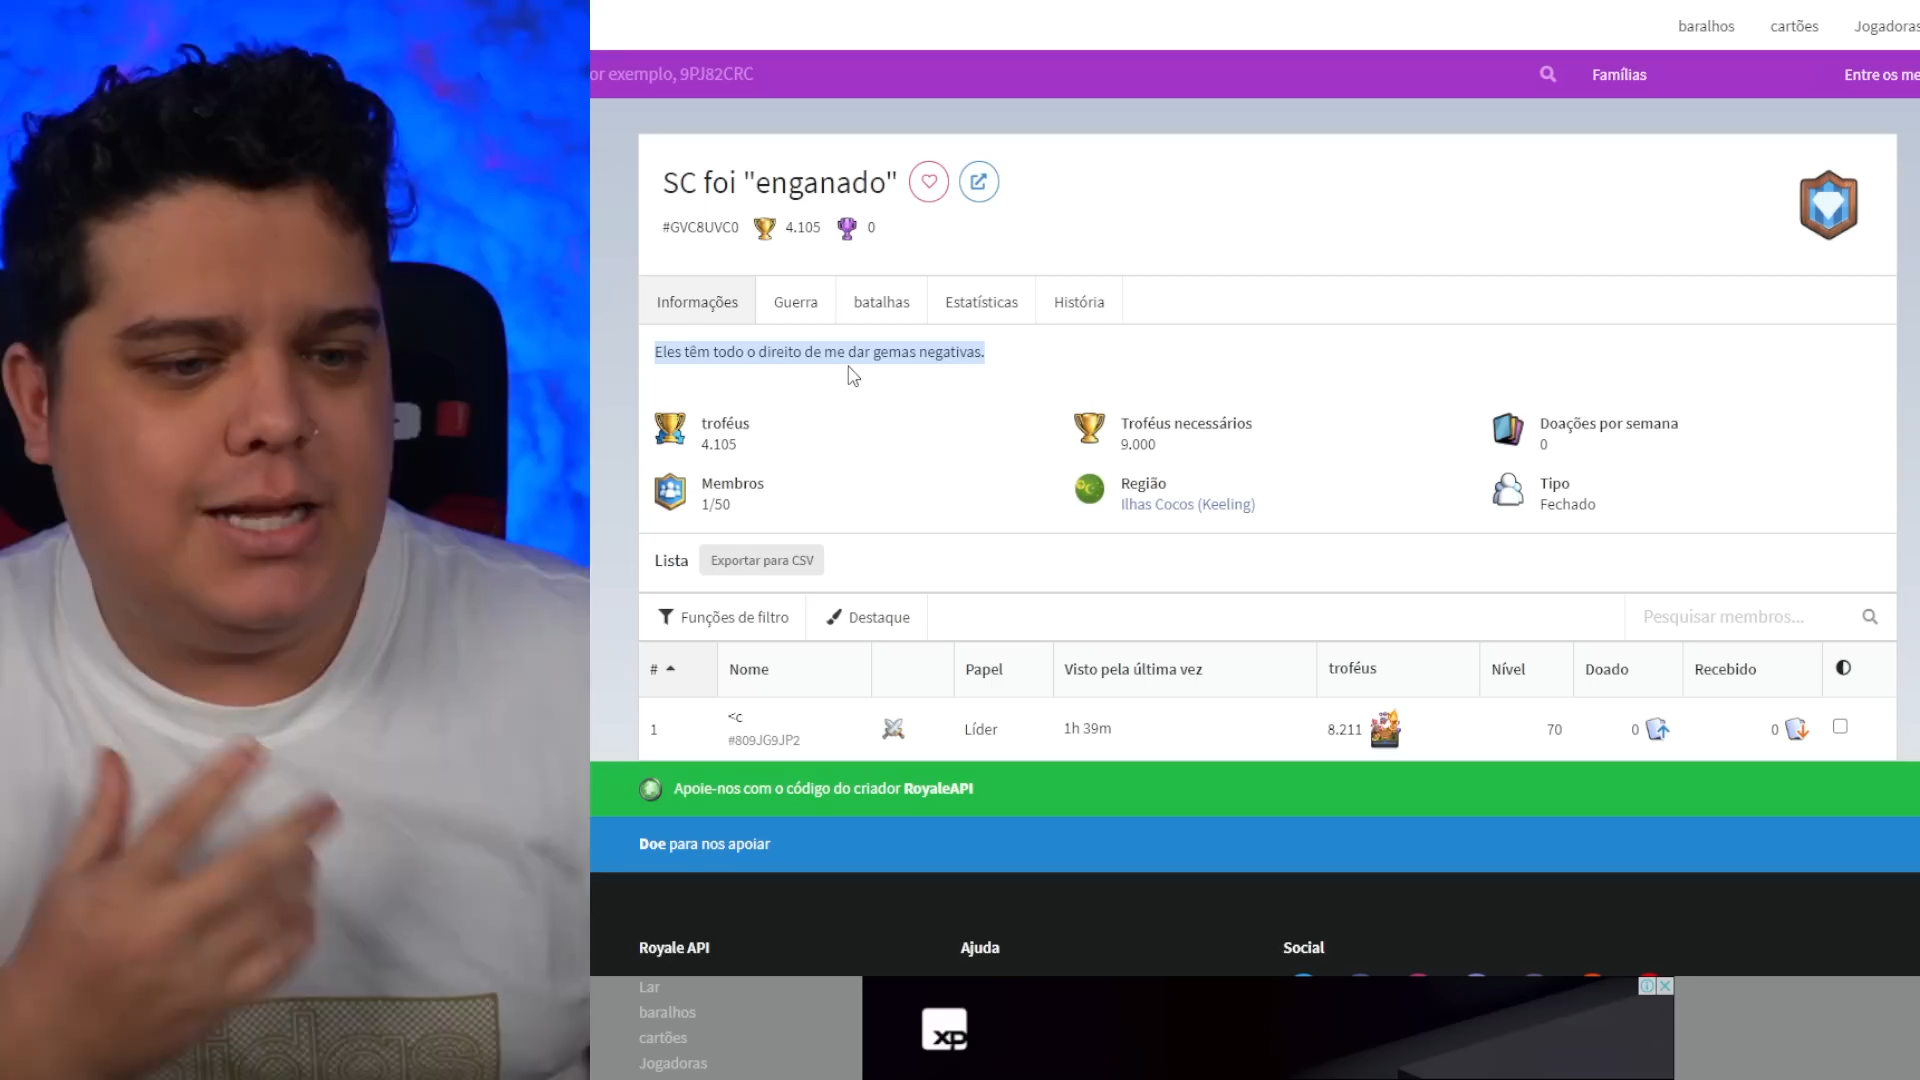 baralhos
cartões
Jogadoras
or exemplo, 9PJ82CRC
Famílias
Entre os me
SC foi "enganado"
#GVC8UVC0
4.105
0
Informações
Guerra
batalhas
Estatísticas
História
Eles têm todo o direito de me dar gemas negativas.
troféus
4.105
Troféus necessários
9.000
Doações por semana
0
Membros
1/50
Região
Ilhas Cocos (Keeling)
Tipo
Fechado
Lista
Exportar para CSV
Funções de filtro
Destaque
Pesquisar membros...
#
Nome
Papel
Visto pela última vez
troféus
Nível
Doado
Recebido
1
<c
#809JG9JP2
Líder
1h 39m
8.211
70
0
0
Apoie-nos com o código do criador RoyaleAPI
Doe para nos apoiar
Royale API
Ajuda
Social
Lar
baralhos
cartões
Jogadoras
xp
adidas